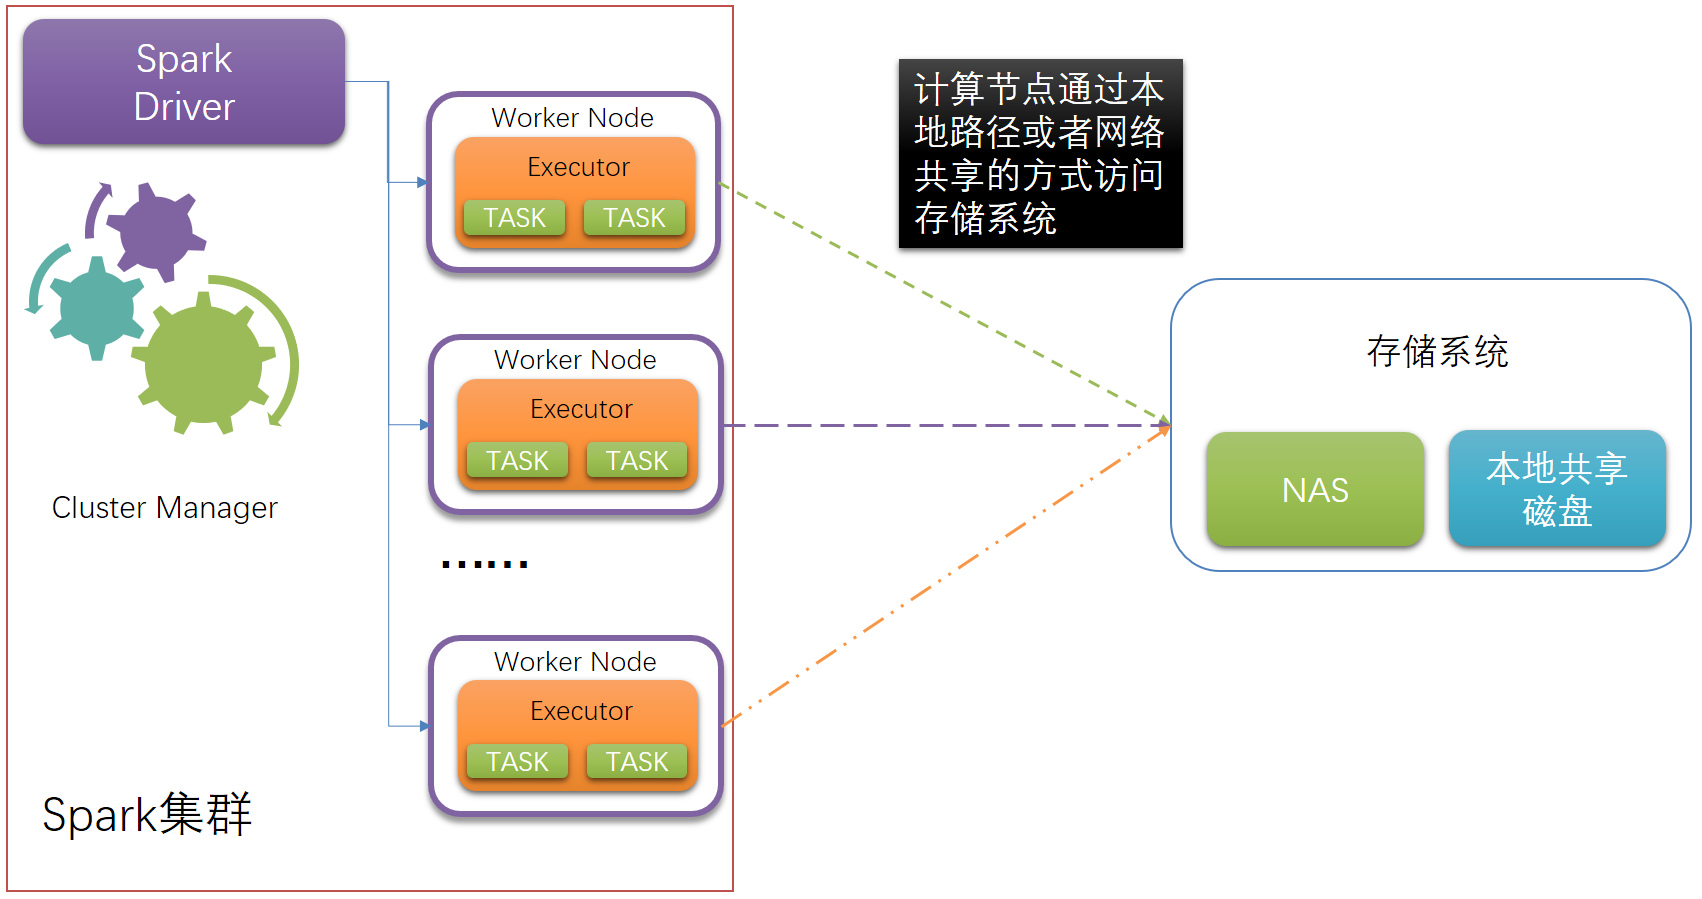 Spark
Driver
Cluster Manager
Spark集群
Worker Node
Executor
TASK TASK
Worker Node
Executor
TASK TASK
......
Worker Node
Executor
TASK TASK
计算节点通过本
地路径或者网络
共享的方式访问
存储系统
存储系统
NAS
本地共享
磁盘